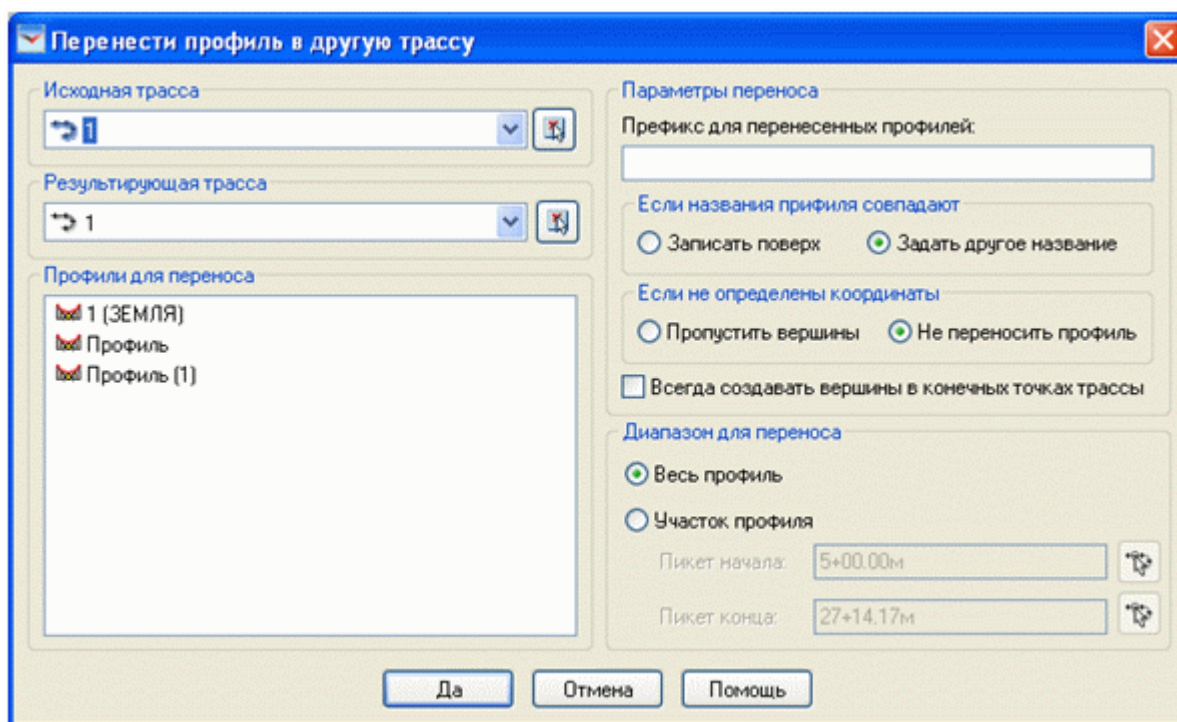 Перенести профиль в другую трассу
Исходная трасса
1
Результирующая трасса
1
Профили для переноса
1 (ЗЕМЛЯ)
Профиль
Профиль (1)
Параметры переноса
Префикс для перенесенных профилей:
Если названия прифиля совпадают
Записать поверх Задать другое название
Если не определены координаты
Пропустить вершины Не переносить профиль
Всегда создавать вершины в конечных точках трассы
Диапазон для переноса
Весь профиль
Участок профиля
Пикет начала: 5+00.00м
Пикет конца: 27+14.17м
Да Отмена Помощь